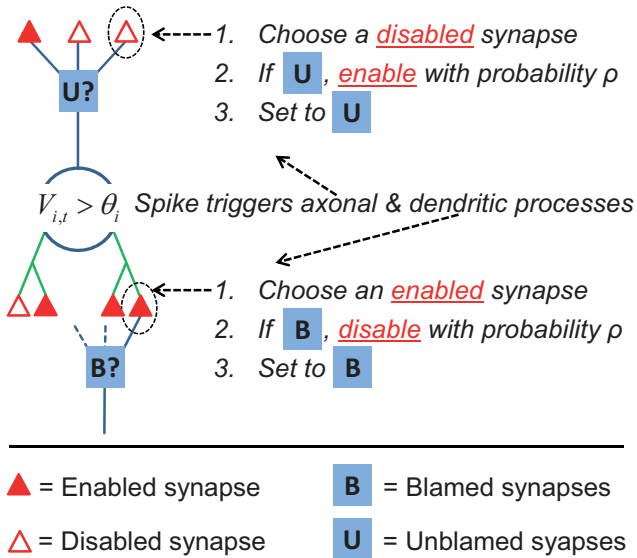 1. Choose a disabled synapse
2. If U, enable with probability ρ
3. Set to U
U?
V_{i,t} > θ_i
Spike triggers axonal & dendritic processes
1. Choose an enabled synapse
2. If B, disable with probability ρ
3. Set to B
B?
= Enabled synapse
B = Blamed synapses
= Disabled synapse
U = Unblamed syapses